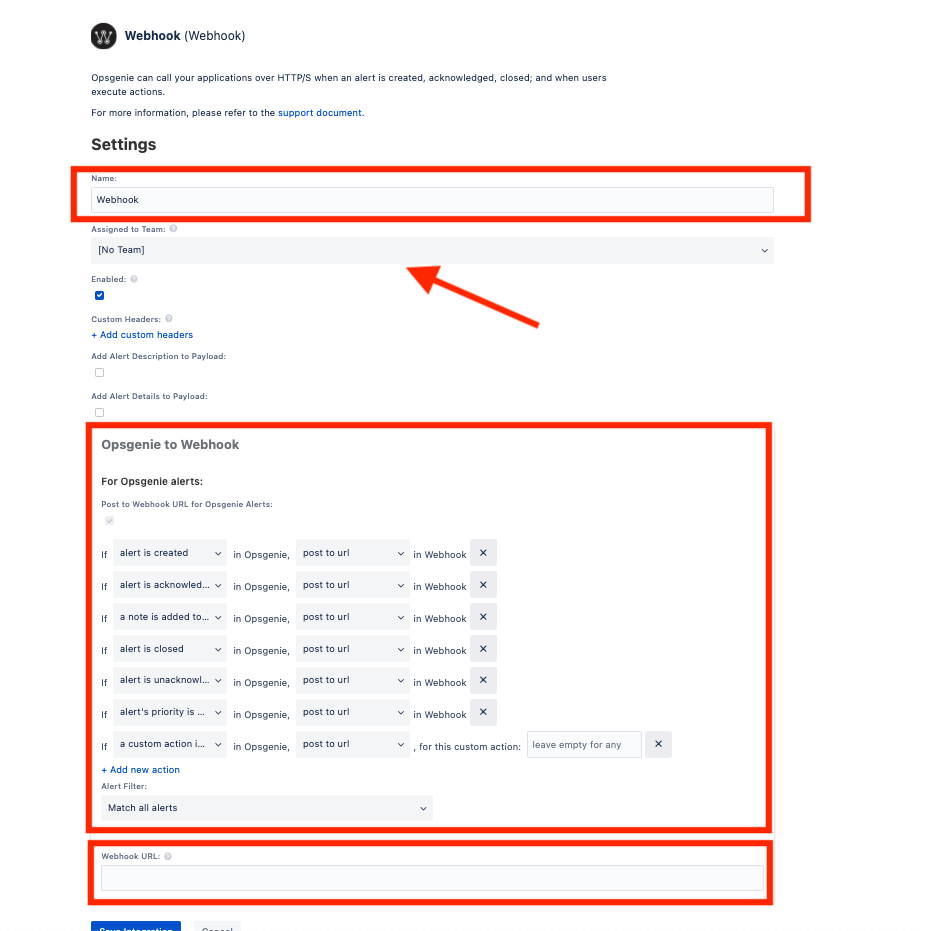 Webhook (Webhook)
Opsgenie can call your applications over HTTP/S when an alert is created, acknowledged, closed; and when users
execute actions.
For more information, please refer to the support document.
Settings
Name:
Webhook
Assigned to Team:
[No Team]
Enabled:
Custom Headers:
+ Add custom headers
Add Alert Description to Payload:
Add Alert Details to Payload:
Opsgenie to Webhook
For Opsgenie alerts:
Post to Webhook URL for Opsgenie Alerts:
If alert is created in Opsgenie, post to url in Webhook ✕
If alert is acknowled... in Opsgenie, post to url in Webhook ✕
If a note is added to... in Opsgenie, post to url in Webhook ✕
If alert is closed in Opsgenie, post to url in Webhook ✕
If alert is unacknowl... in Opsgenie, post to url in Webhook ✕
If alert's priority is ... in Opsgenie, post to url in Webhook ✕
If a custom action i... in Opsgenie, post to url , for this custom action: leave empty for any ✕
+ Add new action
Alert Filter:
Match all alerts
Webhook URL:
Save Integration Cancel